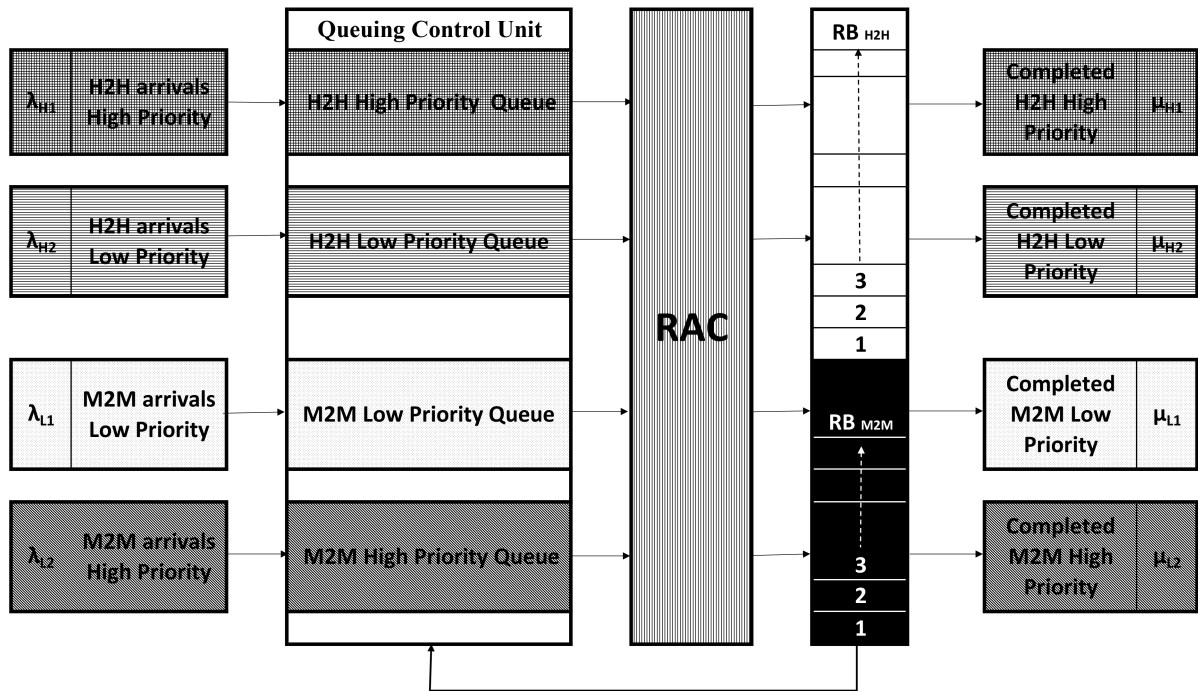 Queuing Control Unit
RB H2H
λH1
H2H arrivals
High Priority
H2H High Priority Queue
Completed
H2H High
Priority
μH1
λH2
H2H arrivals
Low Priority
H2H Low Priority Queue
Completed
H2H Low
Priority
μH2
3
2
1
RAC
λL1
M2M arrivals
Low Priority
M2M Low Priority Queue
RB M2M
Completed
M2M Low
Priority
μL1
λL2
M2M arrivals
High Priority
M2M High Priority Queue
3
2
1
Completed
M2M High
Priority
μL2